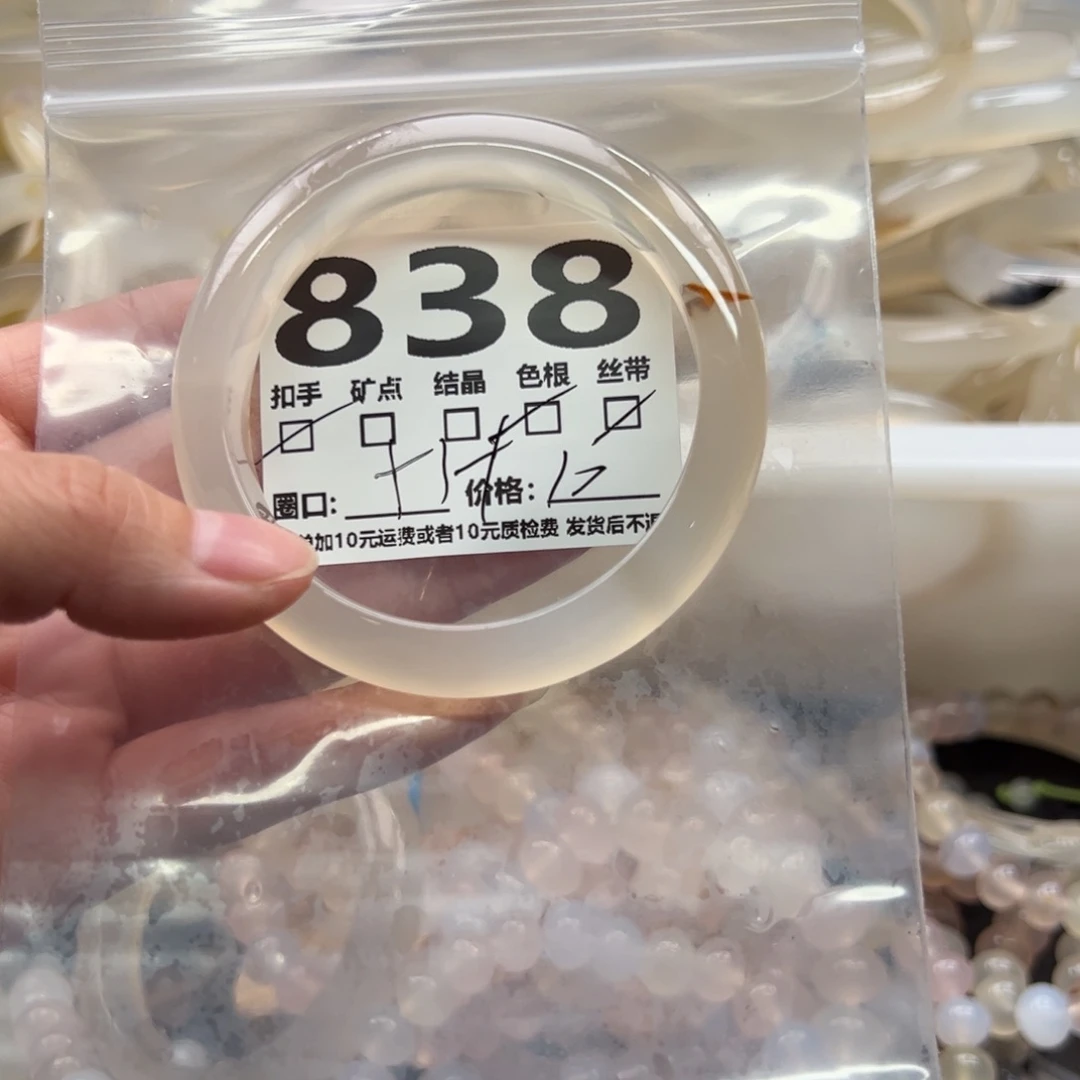 838
扣手 矿点 结晶 色根 丝带
圈口: 价格:
加10元运费或者10元质检费 发货后不退